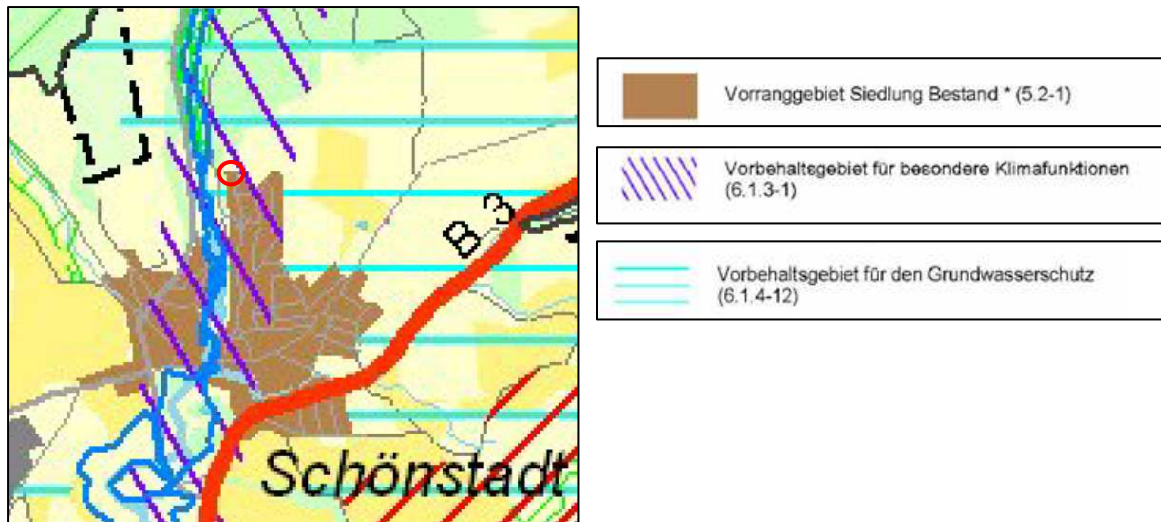 B 3
Schönstadt
Vorranggebiet Siedlung Bestand * (5.2-1)
Vorbehaltsgebiet für besondere Klimafunktionen
(6.1.3-1)
Vorbehaltsgebiet für den Grundwasserschutz
(6.1.4-12)